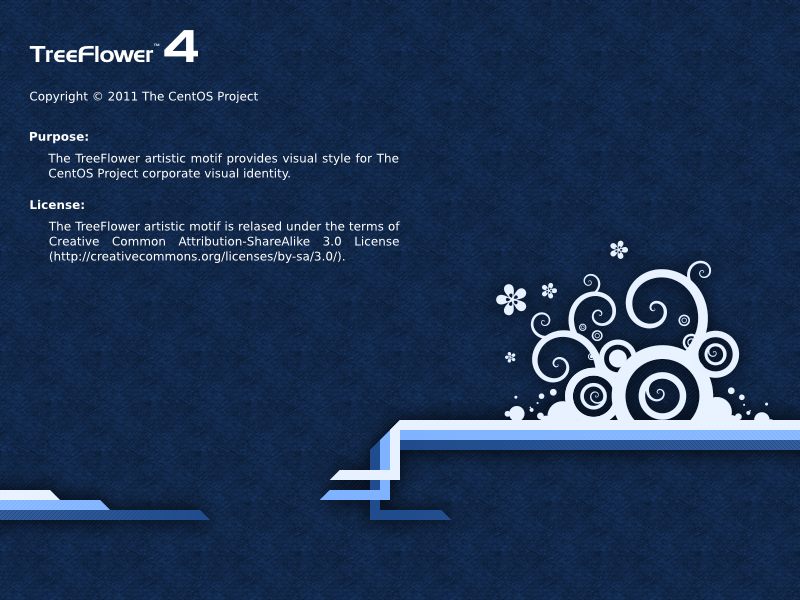 TreeFlower™ 4
Copyright © 2011 The CentOS Project
Purpose:
The TreeFlower artistic motif provides visual style for The
CentOS Project corporate visual identity.
License:
The TreeFlower artistic motif is relased under the terms of
Creative Common Attribution-ShareAlike 3.0 License
(http://creativecommons.org/licenses/by-sa/3.0/).